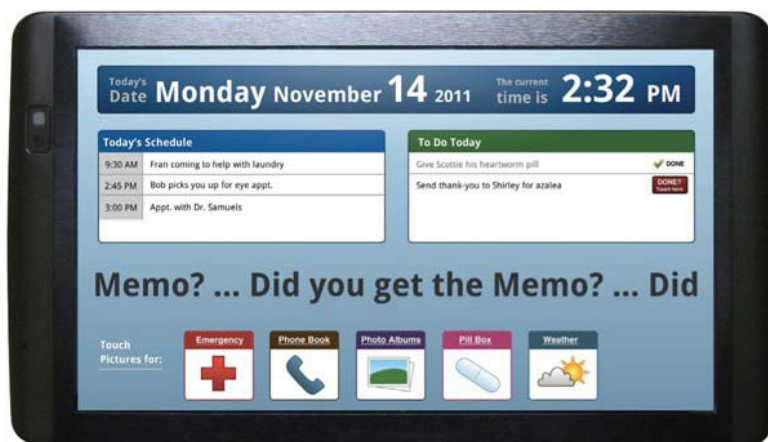 Today's Date Monday November 14 2011 The current time is 2:32 PM
Today's Schedule
9:30 AM Fran coming to help with laundry
2:45 PM Bob picks you up for eye appt.
3:00 PM Appt. with Dr. Samuels
To Do Today
Give Scottie his heartworm pill DONE
Send thank-you to Shirley for azalea DONE? Touch here
Memo? ... Did you get the Memo? ... Did
Touch Pictures for:
Emergency
Phone Book
Photo Albums
Pill Box
Weather